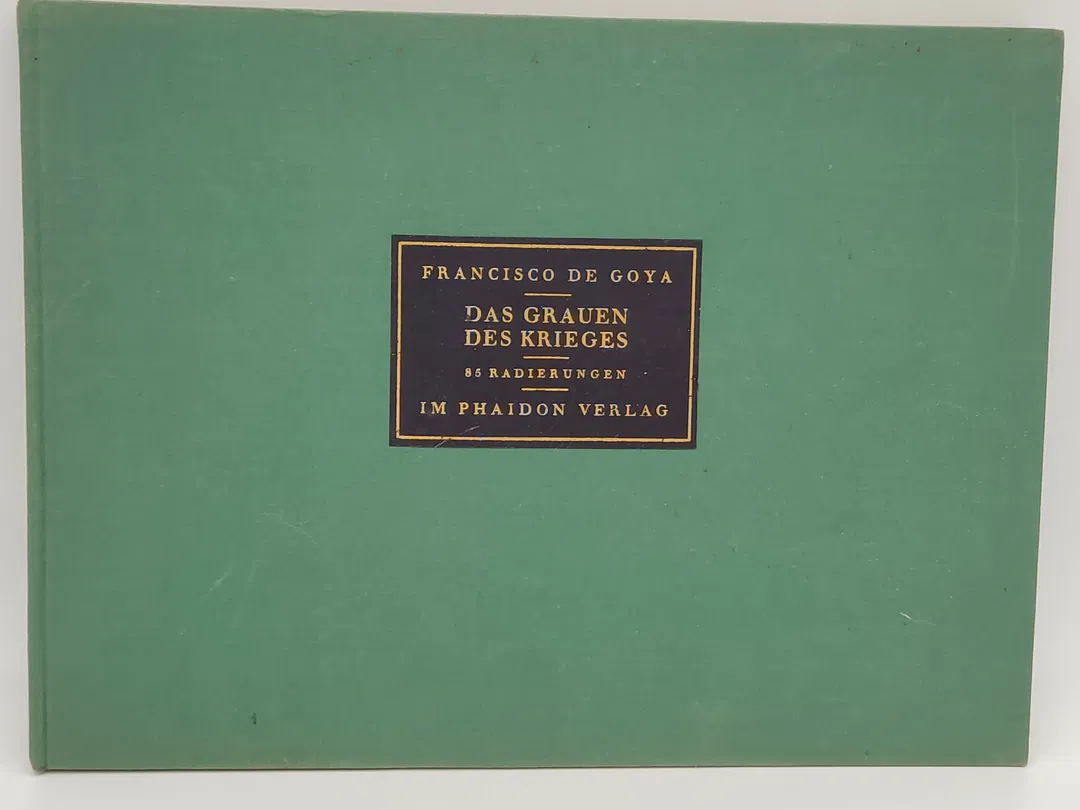 FRANCISCO DE GOYA
DAS GRAUEN
DES KRIEGES
85 RADIERUNGEN
IM PHAIDON VERLAG